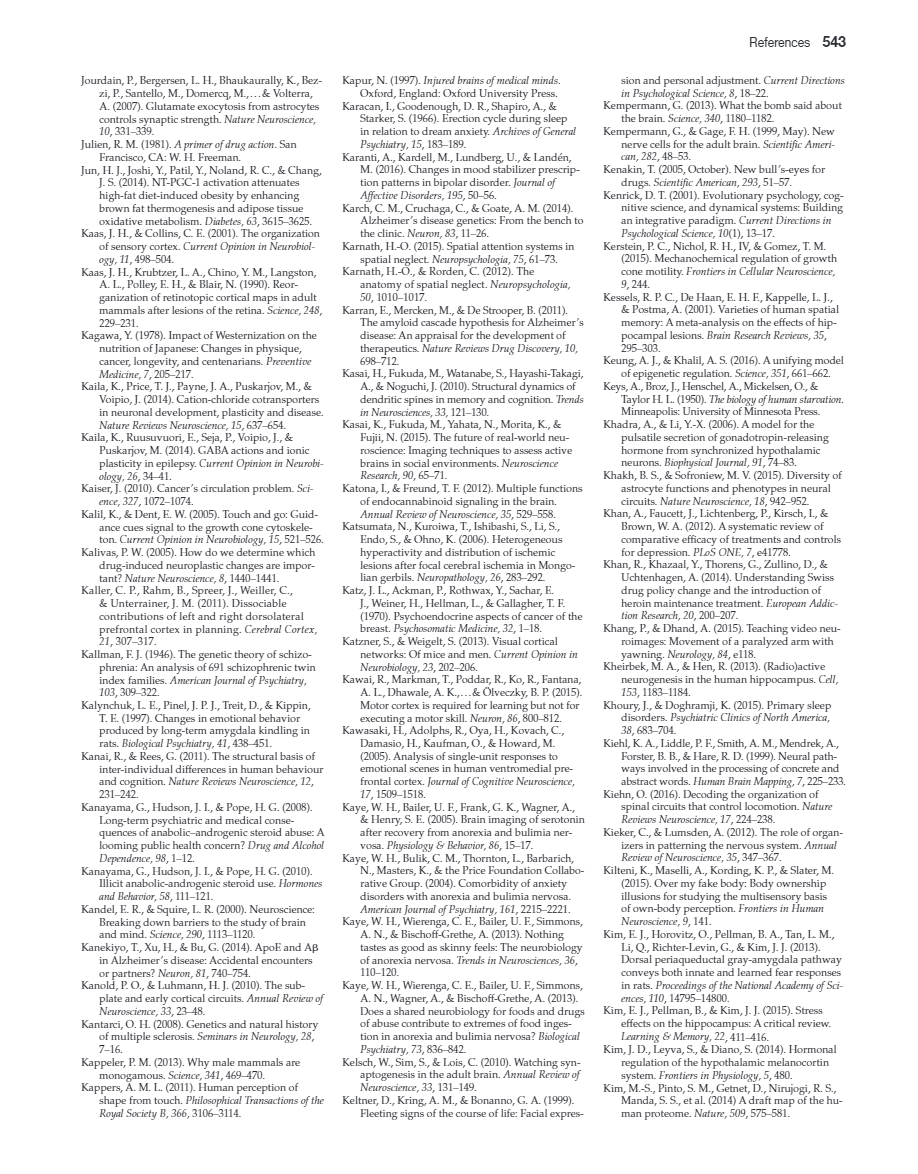 References 543
Jourdain, P., Bergersen, L. H., Bhaukaurally, K., Bez-
zi, P., Santello, M., Domercq, M.,… & Volterra,
A. (2007). Glutamate exocytosis from astrocytes
controls synaptic strength. Nature Neuroscience,
10, 331–339.
Julien, R. M. (1981). A primer of drug action. San
Francisco, CA: W. H. Freeman.
Jun, H. J., Joshi, Y., Patil, Y., Noland, R. C., & Chang,
J. S. (2014). NT-PGC-1 activation attenuates
high-fat diet-induced obesity by enhancing
brown fat thermogenesis and adipose tissue
oxidative metabolism. Diabetes, 63, 3615–3625.
Kaas, J. H., & Collins, C. E. (2001). The organization
of sensory cortex. Current Opinion in Neurobiol-
ogy, 11, 498–504.
Kaas, J. H., Krubtzer, L. A., Chino, Y. M., Langston,
A. L., Polley, E. H., & Blair, N. (1990). Reor-
ganization of retinotopic cortical maps in adult
mammals after lesions of the retina. Science, 248,
229–231.
Kagawa, Y. (1978). Impact of Westernization on the
nutrition of Japanese: Changes in physique,
cancer, longevity, and centenarians. Preventive
Medicine, 7, 205–217.
Kaila, K., Price, T. J., Payne, J. A., Puskarjov, M., &
Voipio, J. (2014). Cation-chloride cotransporters
in neuronal development, plasticity and disease.
Nature Reviews Neuroscience, 15, 637–654.
Kaila, K., Ruusuvuori, E., Seja, P., Voipio, J., &
Puskarjov, M. (2014). GABA actions and ionic
plasticity in epilepsy. Current Opinion in Neurobi-
ology, 26, 34–41.
Kaiser, J. (2010). Cancer's circulation problem. Sci-
ence, 327, 1072–1074.
Kalil, K., & Dent, E. W. (2005). Touch and go: Guid-
ance cues signal to the growth cone cytoskele-
ton. Current Opinion in Neurobiology, 15, 521–526.
Kalivas, P. W. (2005). How do we determine which
drug-induced neuroplastic changes are impor-
tant? Nature Neuroscience, 8, 1440–1441.
Kaller, C. P., Rahm, B., Spreer, J., Weiller, C.,
& Unterrainer, J. M. (2011). Dissociable
contributions of left and right dorsolateral
prefrontal cortex in planning. Cerebral Cortex,
21, 307–317.
Kallman, F. J. (1946). The genetic theory of schizo-
phrenia: An analysis of 691 schizophrenic twin
index families. American Journal of Psychiatry,
103, 309–322.
Kalynchuk, L. E., Pinel, J. P. J., Treit, D., & Kippin,
T. E. (1997). Changes in emotional behavior
produced by long-term amygdala kindling in
rats. Biological Psychiatry, 41, 438–451.
Kanai, R., & Rees, G. (2011). The structural basis of
inter-individual differences in human behaviour
and cognition. Nature Reviews Neuroscience, 12,
231–242.
Kanayama, G., Hudson, J. I., & Pope, H. G. (2008).
Long-term psychiatric and medical conse-
quences of anabolic–androgenic steroid abuse: A
looming public health concern? Drug and Alcohol
Dependence, 98, 1–12.
Kanayama, G., Hudson, J. I., & Pope, H. G. (2010).
Illicit anabolic-androgenic steroid use. Hormones
and Behavior, 58, 111–121.
Kandel, E. R., & Squire, L. R. (2000). Neuroscience:
Breaking down barriers to the study of brain
and mind. Science, 290, 1113–1120.
Kanekiyo, T., Xu, H., & Bu, G. (2014). ApoE and Aβ
in Alzheimer's disease: Accidental encounters
or partners? Neuron, 81, 740–754.
Kanold, P. O., & Luhmann, H. J. (2010). The sub-
plate and early cortical circuits. Annual Review of
Neuroscience, 33, 23–48.
Kantarci, O. H. (2008). Genetics and natural history
of multiple sclerosis. Seminars in Neurology, 28,
7–16.
Kappeler, P. M. (2013). Why male mammals are
monogamous. Science, 341, 469–470.
Kappers, A. M. L. (2011). Human perception of
shape from touch. Philosophical Transactions of the
Royal Society B, 366, 3106–3114.
Kapur, N. (1997). Injured brains of medical minds.
Oxford, England: Oxford University Press.
Karacan, I., Goodenough, D. R., Shapiro, A., &
Starker, S. (1966). Erection cycle during sleep
in relation to dream anxiety. Archives of General
Psychiatry, 15, 183–189.
Karanti, A., Kardell, M., Lundberg, U., & Landén,
M. (2016). Changes in mood stabilizer prescrip-
tion patterns in bipolar disorder. Journal of
Affective Disorders, 195, 50–56.
Karch, C. M., Cruchaga, C., & Goate, A. M. (2014).
Alzheimer's disease genetics: From the bench to
the clinic. Neuron, 83, 11–26.
Karnath, H.-O. (2015). Spatial attention systems in
spatial neglect. Neuropsychologia, 75, 61–73.
Karnath, H.-O., & Rorden, C. (2012). The
anatomy of spatial neglect. Neuropsychologia,
50, 1010–1017.
Karran, E., Mercken, M., & De Strooper, B. (2011).
The amyloid cascade hypothesis for Alzheimer's
disease: An appraisal for the development of
therapeutics. Nature Reviews Drug Discovery, 10,
698–712.
Kasai, H., Fukuda, M., Watanabe, S., Hayashi-Takagi,
A., & Noguchi, J. (2010). Structural dynamics of
dendritic spines in memory and cognition. Trends
in Neurosciences, 33, 121–130.
Kasai, K., Fukuda, M., Yahata, N., Morita, K., &
Fujii, N. (2015). The future of real-world neu-
roscience: Imaging techniques to assess active
brains in social environments. Neuroscience
Research, 90, 65–71.
Katona, I., & Freund, T. F. (2012). Multiple functions
of endocannabinoid signaling in the brain.
Annual Review of Neuroscience, 35, 529–558.
Katsumata, N., Kuroiwa, T., Ishibashi, S., Li, S.,
Endo, S., & Ohno, K. (2006). Heterogeneous
hyperactivity and distribution of ischemic
lesions after focal cerebral ischemia in Mongo-
lian gerbils. Neuropathology, 26, 283–292.
Katz, J. L., Ackman, P., Rothwax, Y., Sachar, E.
J., Weiner, H., Hellman, L., & Gallagher, T. F.
(1970). Psychoendocrine aspects of cancer of the
breast. Psychosomatic Medicine, 32, 1–18.
Katzner, S., & Weigelt, S. (2013). Visual cortical
networks: Of mice and men. Current Opinion in
Neurobiology, 23, 202–206.
Kawai, R., Markman, T., Poddar, R., Ko, R., Fantana,
A. L., Dhawale, A. K.,… & Ölveczky, B. P. (2015).
Motor cortex is required for learning but not for
executing a motor skill. Neuron, 86, 800–812.
Kawasaki, H., Adolphs, R., Oya, H., Kovach, C.,
Damasio, H., Kaufman, O., & Howard, M.
(2005). Analysis of single-unit responses to
emotional scenes in human ventromedial pre-
frontal cortex. Journal of Cognitive Neuroscience,
17, 1509–1518.
Kaye, W. H., Bailer, U. F., Frank, G. K., Wagner, A.,
& Henry, S. E. (2005). Brain imaging of serotonin
after recovery from anorexia and bulimia ner-
vosa. Physiology & Behavior, 86, 15–17.
Kaye, W. H., Bulik, C. M., Thornton, L., Barbarich,
N., Masters, K., & the Price Foundation Collabo-
rative Group. (2004). Comorbidity of anxiety
disorders with anorexia and bulimia nervosa.
American Journal of Psychiatry, 161, 2215–2221.
Kaye, W. H., Wierenga, C. E., Bailer, U. F., Simmons,
A. N., & Bischoff-Grethe, A. (2013). Nothing
tastes as good as skinny feels: The neurobiology
of anorexia nervosa. Trends in Neurosciences, 36,
110–120.
Kaye, W. H., Wierenga, C. E., Bailer, U. F., Simmons,
A. N., Wagner, A., & Bischoff-Grethe, A. (2013).
Does a shared neurobiology for foods and drugs
of abuse contribute to extremes of food inges-
tion in anorexia and bulimia nervosa? Biological
Psychiatry, 73, 836–842.
Kelsch, W., Sim, S., & Lois, C. (2010). Watching syn-
aptogenesis in the adult brain. Annual Review of
Neuroscience, 33, 131–149.
Keltner, D., Kring, A. M., & Bonanno, G. A. (1999).
Fleeting signs of the course of life: Facial expres-
sion and personal adjustment. Current Directions
in Psychological Science, 8, 18–22.
Kempermann, G. (2013). What the bomb said about
the brain. Science, 340, 1180–1182.
Kempermann, G., & Gage, F. H. (1999, May). New
nerve cells for the adult brain. Scientific Ameri-
can, 282, 48–53.
Kenakin, T. (2005, October). New bull's-eyes for
drugs. Scientific American, 293, 51–57.
Kenrick, D. T. (2001). Evolutionary psychology, cog-
nitive science, and dynamical systems: Building
an integrative paradigm. Current Directions in
Psychological Science, 10(1), 13–17.
Kerstein, P. C., Nichol, R. H., IV, & Gomez, T. M.
(2015). Mechanochemical regulation of growth
cone motility. Frontiers in Cellular Neuroscience,
9, 244.
Kessels, R. P. C., De Haan, E. H. F., Kappelle, L. J.,
& Postma, A. (2001). Varieties of human spatial
memory: A meta-analysis on the effects of hip-
pocampal lesions. Brain Research Reviews, 35,
295–303.
Keung, A. J., & Khalil, A. S. (2016). A unifying model
of epigenetic regulation. Science, 351, 661–662.
Keys, A., Broz, J., Henschel, A., Mickelsen, O., &
Taylor H. L. (1950). The biology of human starvation.
Minneapolis: University of Minnesota Press.
Khadra, A., & Li, Y.-X. (2006). A model for the
pulsatile secretion of gonadotropin-releasing
hormone from synchronized hypothalamic
neurons. Biophysical Journal, 91, 74–83.
Khakh, B. S., & Sofroniew, M. V. (2015). Diversity of
astrocyte functions and phenotypes in neural
circuits. Nature Neuroscience, 18, 942–952.
Khan, A., Faucett, J., Lichtenberg, P., Kirsch, I., &
Brown, W. A. (2012). A systematic review of
comparative efficacy of treatments and controls
for depression. PLoS ONE, 7, e41778.
Khan, R., Khazaal, Y., Thorens, G., Zullino, D., &
Uchtenhagen, A. (2014). Understanding Swiss
drug policy change and the introduction of
heroin maintenance treatment. European Addic-
tion Research, 20, 200–207.
Khang, P., & Dhand, A. (2015). Teaching video neu-
roimages: Movement of a paralyzed arm with
yawning. Neurology, 84, e118.
Kheirbek, M. A., & Hen, R. (2013). (Radio)active
neurogenesis in the human hippocampus. Cell,
153, 1183–1184.
Khoury, J., & Doghramji, K. (2015). Primary sleep
disorders. Psychiatric Clinics of North America,
38, 683–704.
Kiehl, K. A., Liddle, P. F., Smith, A. M., Mendrek, A.,
Forster, B. B., & Hare, R. D. (1999). Neural path-
ways involved in the processing of concrete and
abstract words. Human Brain Mapping, 7, 225–233.
Kiehn, O. (2016). Decoding the organization of
spinal circuits that control locomotion. Nature
Reviews Neuroscience, 17, 224–238.
Kieker, C., & Lumsden, A. (2012). The role of organ-
izers in patterning the nervous system. Annual
Review of Neuroscience, 35, 347–367.
Kilteni, K., Maselli, A., Kording, K. P., & Slater, M.
(2015). Over my fake body: Body ownership
illusions for studying the multisensory basis
of own-body perception. Frontiers in Human
Neuroscience, 9, 141.
Kim, E. J., Horovitz, O., Pellman, B. A., Tan, L. M.,
Li, Q., Richter-Levin, G., & Kim, J. J. (2013).
Dorsal periaqueductal gray-amygdala pathway
conveys both innate and learned fear responses
in rats. Proceedings of the National Academy of Sci-
ences, 110, 14795–14800.
Kim, E. J., Pellman, B., & Kim, J. J. (2015). Stress
effects on the hippocampus: A critical review.
Learning & Memory, 22, 411–416.
Kim, J. D., Leyva, S., & Diano, S. (2014). Hormonal
regulation of the hypothalamic melanocortin
system. Frontiers in Physiology, 5, 480.
Kim, M.-S., Pinto, S. M., Getnet, D., Nirujogi, R. S.,
Manda, S. S., et al. (2014) A draft map of the hu-
man proteome. Nature, 509, 575–581.